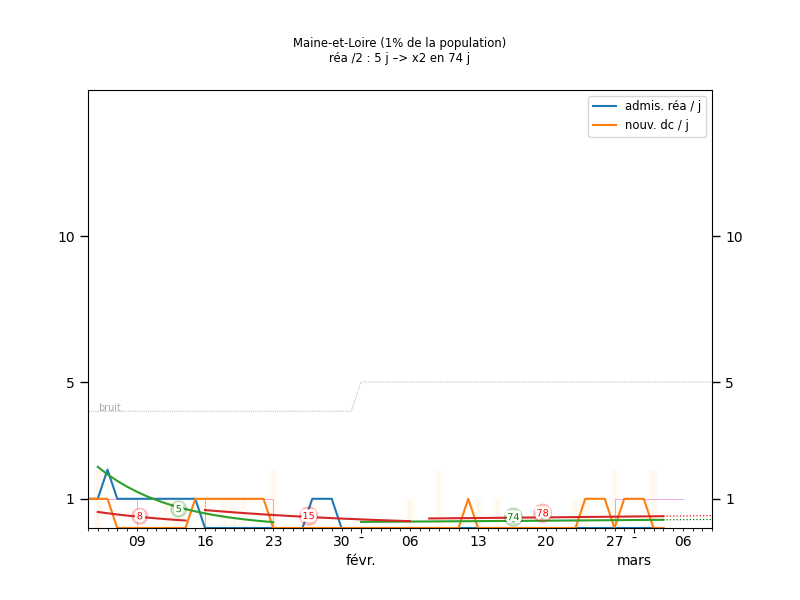 Maine-et-Loire (1% de la population)
réa /2 : 5 j –> x2 en 74 j
admis. réa / j
nouv. dc / j
10 10
5 5
bruit
1 1
8 5 15 74 78
09 16 23 30 - 06 13 20 27 - 06
févr. mars